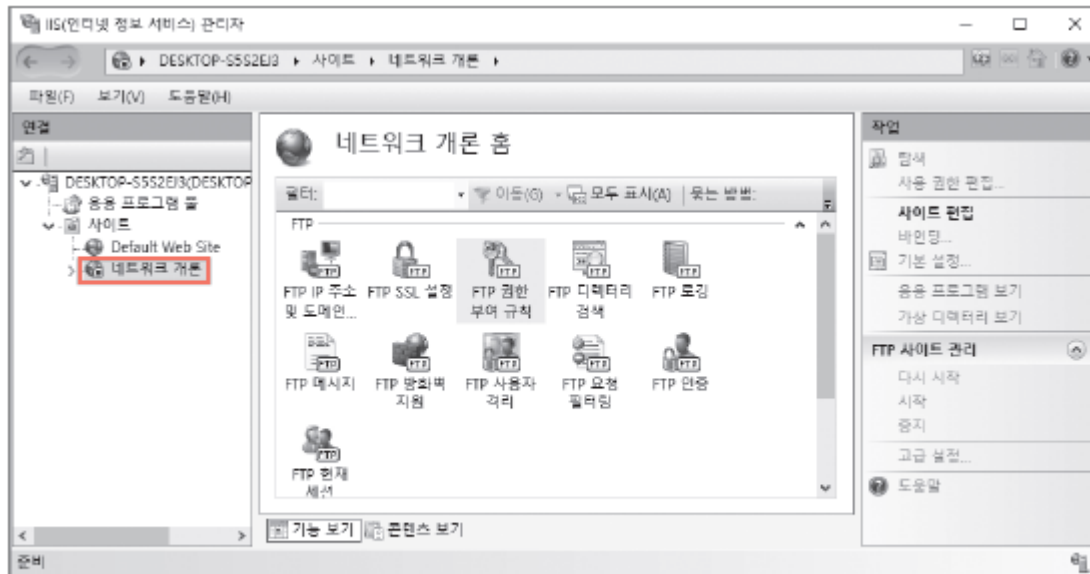 IIS(인터넷 정보 서비스) 관리자
DESKTOP-S5S2EJ3 ▸ 사이트 ▸ 네트워크 개론 ▸
파일(F) 보기(V) 도움말(H)
연결
DESKTOP-S5S2EJ3(DESKTOP
응용 프로그램 풀
사이트
Default Web Site
네트워크 개론
네트워크 개론 홈
필터: 이동(G) 모두 표시(A) 묶는 방법:
FTP
FTP IP 주소 및 도메인...
FTP SSL 설정
FTP 권한 부여 규칙
FTP 디렉터리 검색
FTP 로깅
FTP 메시지
FTP 방화벽 지원
FTP 사용자 격리
FTP 요청 필터링
FTP 인증
FTP 현재 세션
기능 보기 콘텐츠 보기
작업
탐색
사용 권한 편집...
사이트 편집
바인딩...
기본 설정...
응용 프로그램 보기
가상 디렉터리 보기
FTP 사이트 관리
다시 시작
시작
중지
고급 설정...
도움말
준비